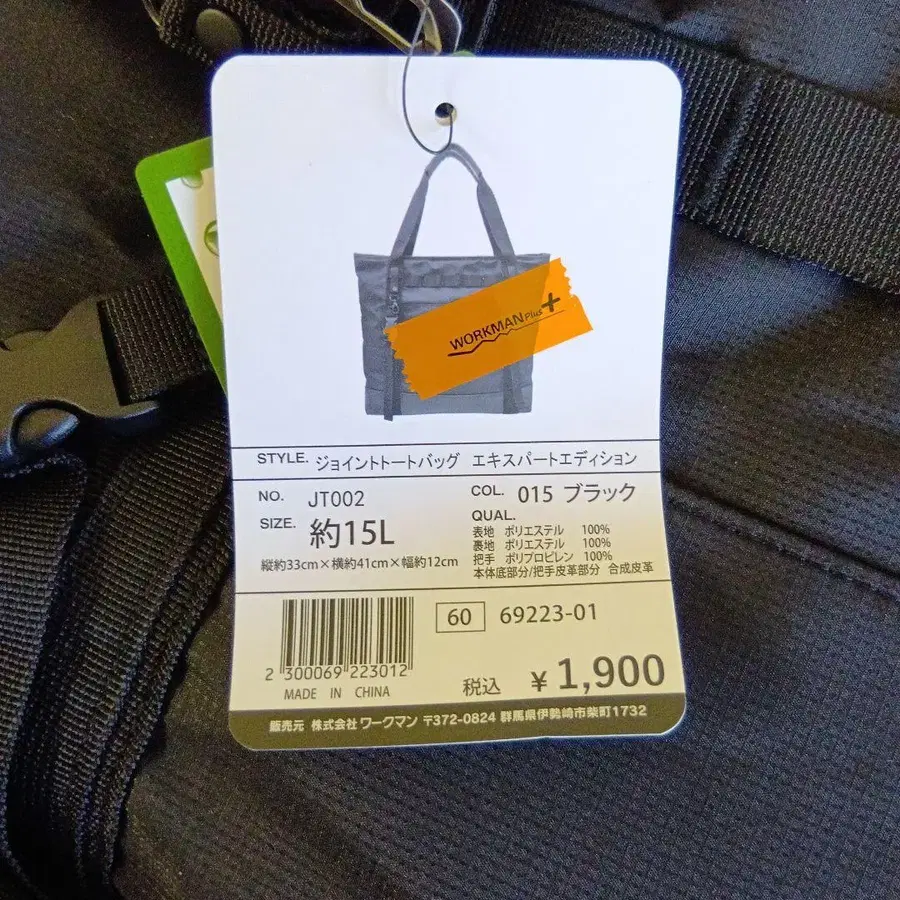 WORKMAN Plus+
STYLE. ジョイントトートバッグ エキスパートエディション
NO. JT002
COL. 015 ブラック
SIZE. 約15L
縦約33cm×横約41cm×幅約12cm
QUAL.
表地 ポリエステル 100%
裏地 ポリエステル 100%
把手 ポリプロピレン 100%
本体底部分/把手皮革部分 合成皮革
60 69223-01
2 300069 223012
MADE IN CHINA
税込 ¥1,900
販売元 株式会社 ワークマン 〒372-0824 群馬県伊勢崎市柴町1732